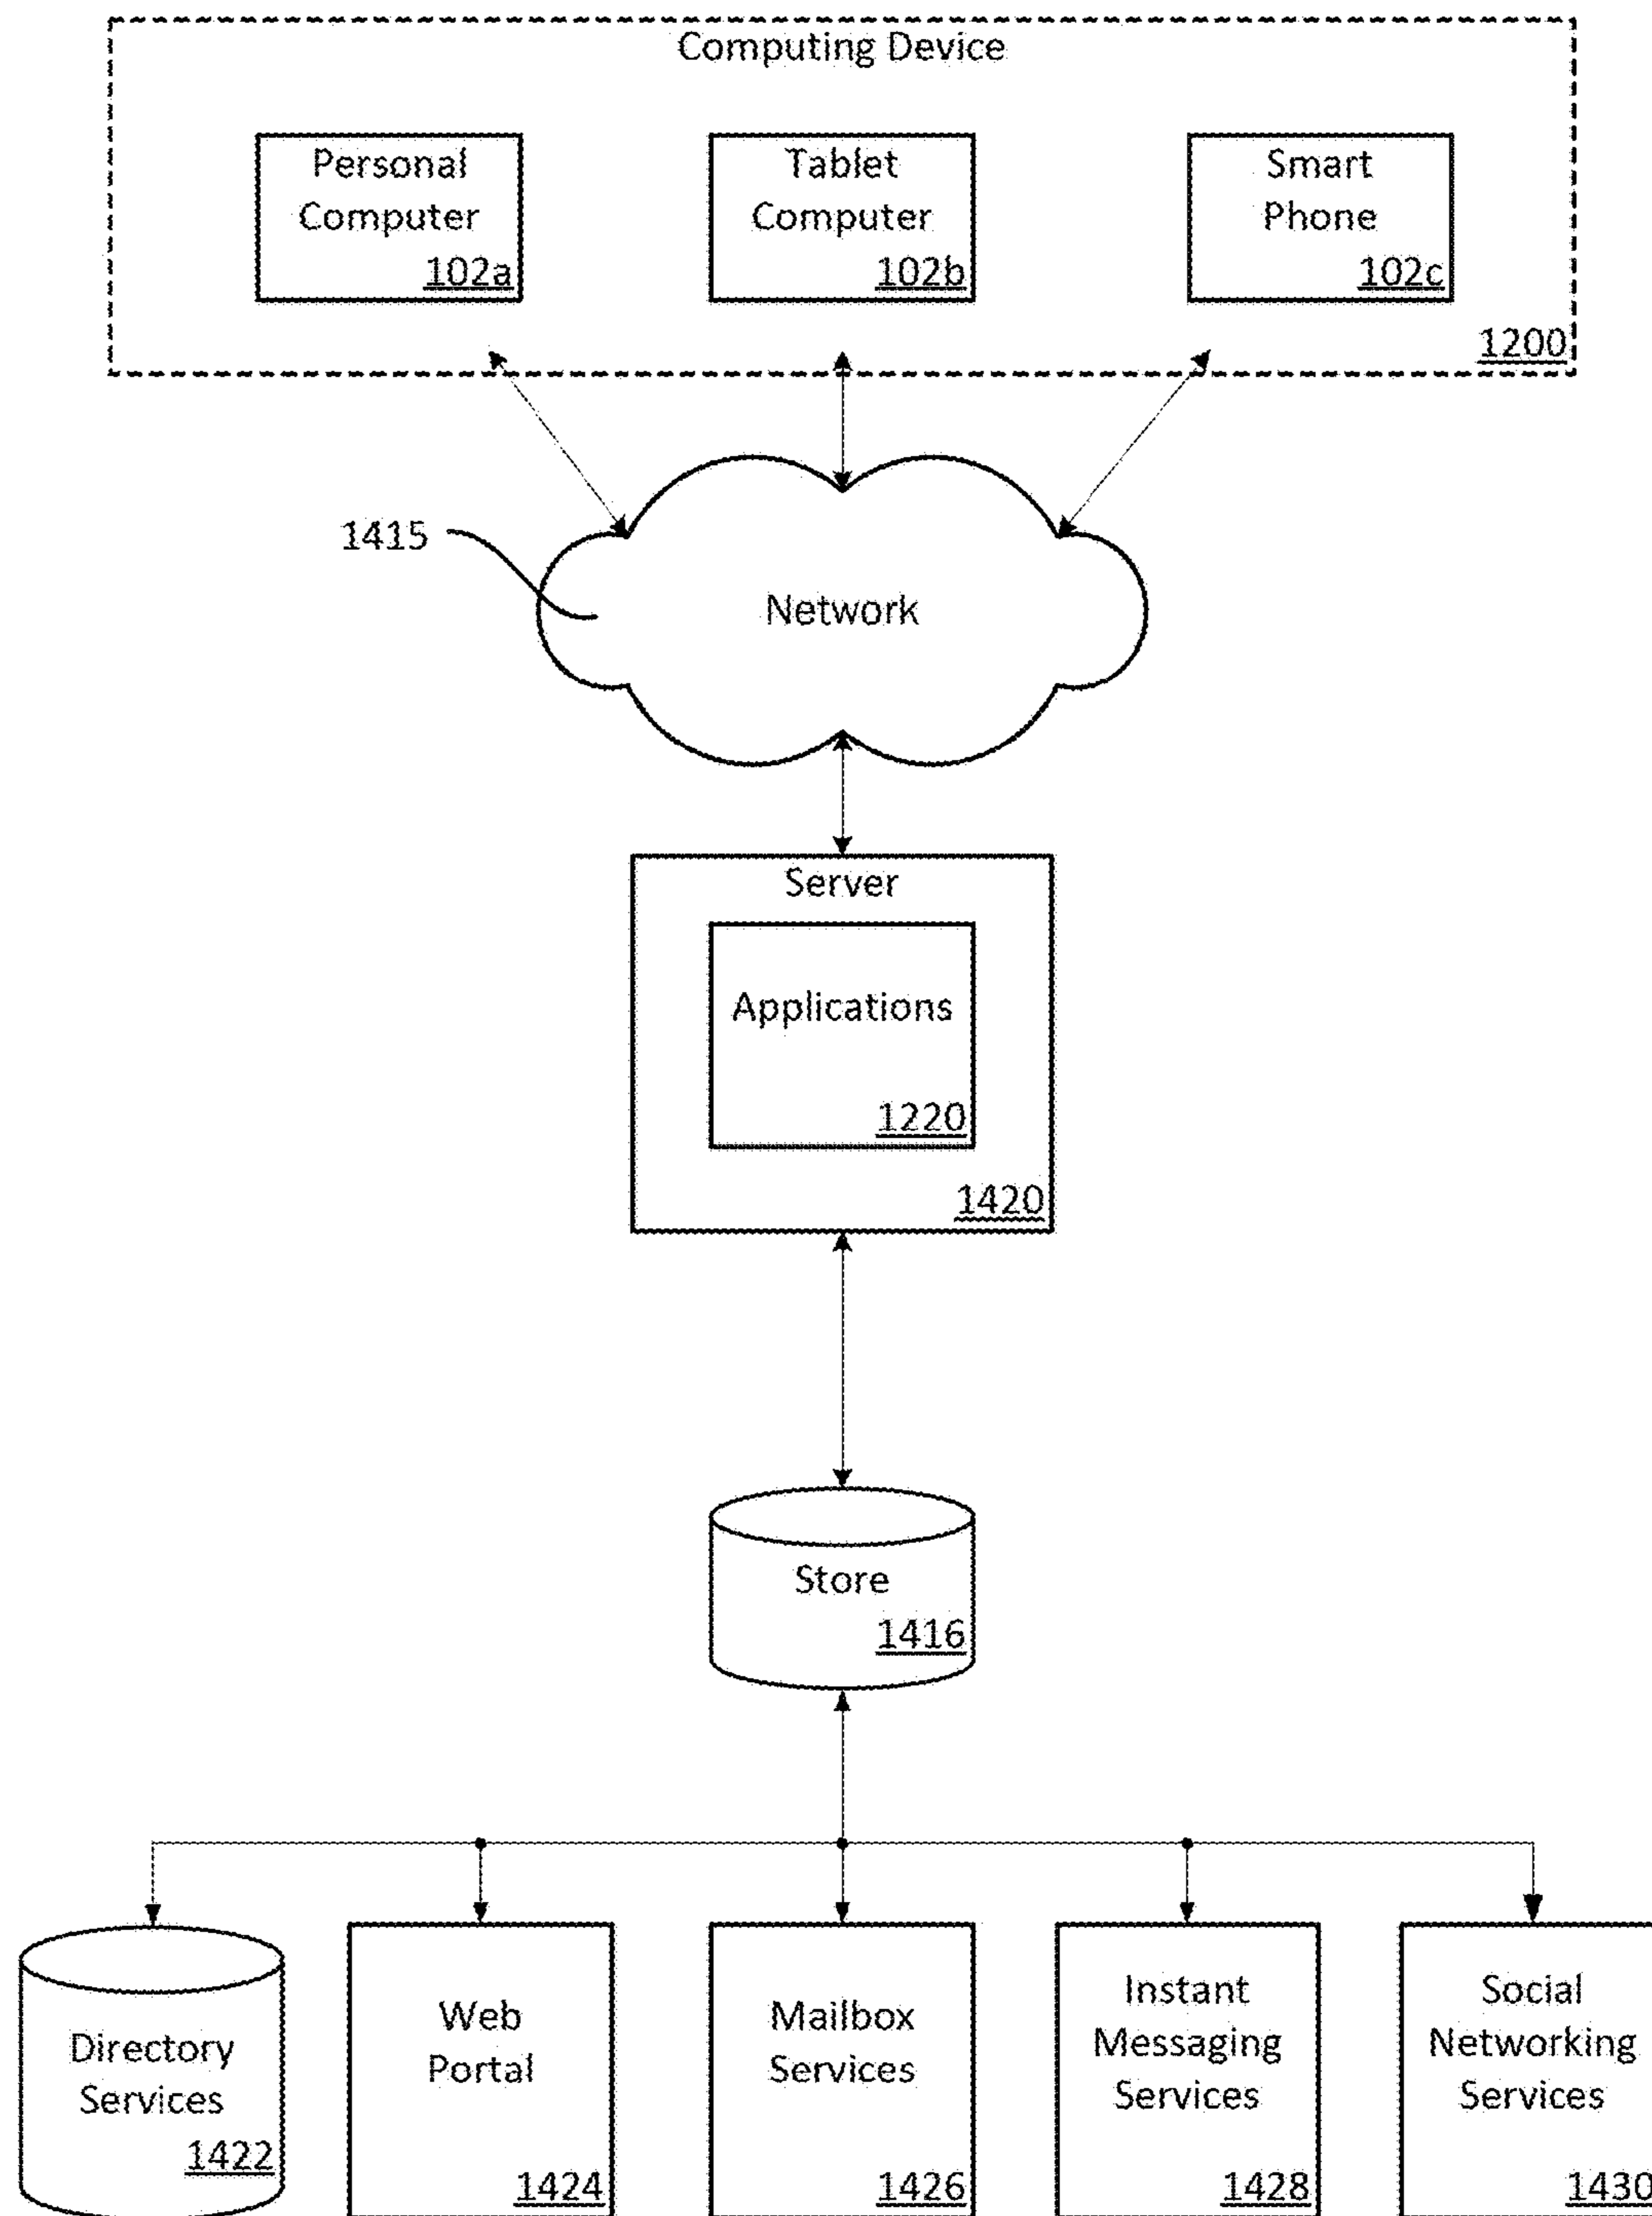 Computing Device
Personal
Computer
102a
Tablet
Computer
102b
Smart
Phone
102c
1200
1415
Network
Server
Applications
1220
1420
Store
1416
Directory
Services
1422
Web
Portal
1424
Mailbox
Services
1426
Instant
Messaging
Services
1428
Social
Networking
Services
1430